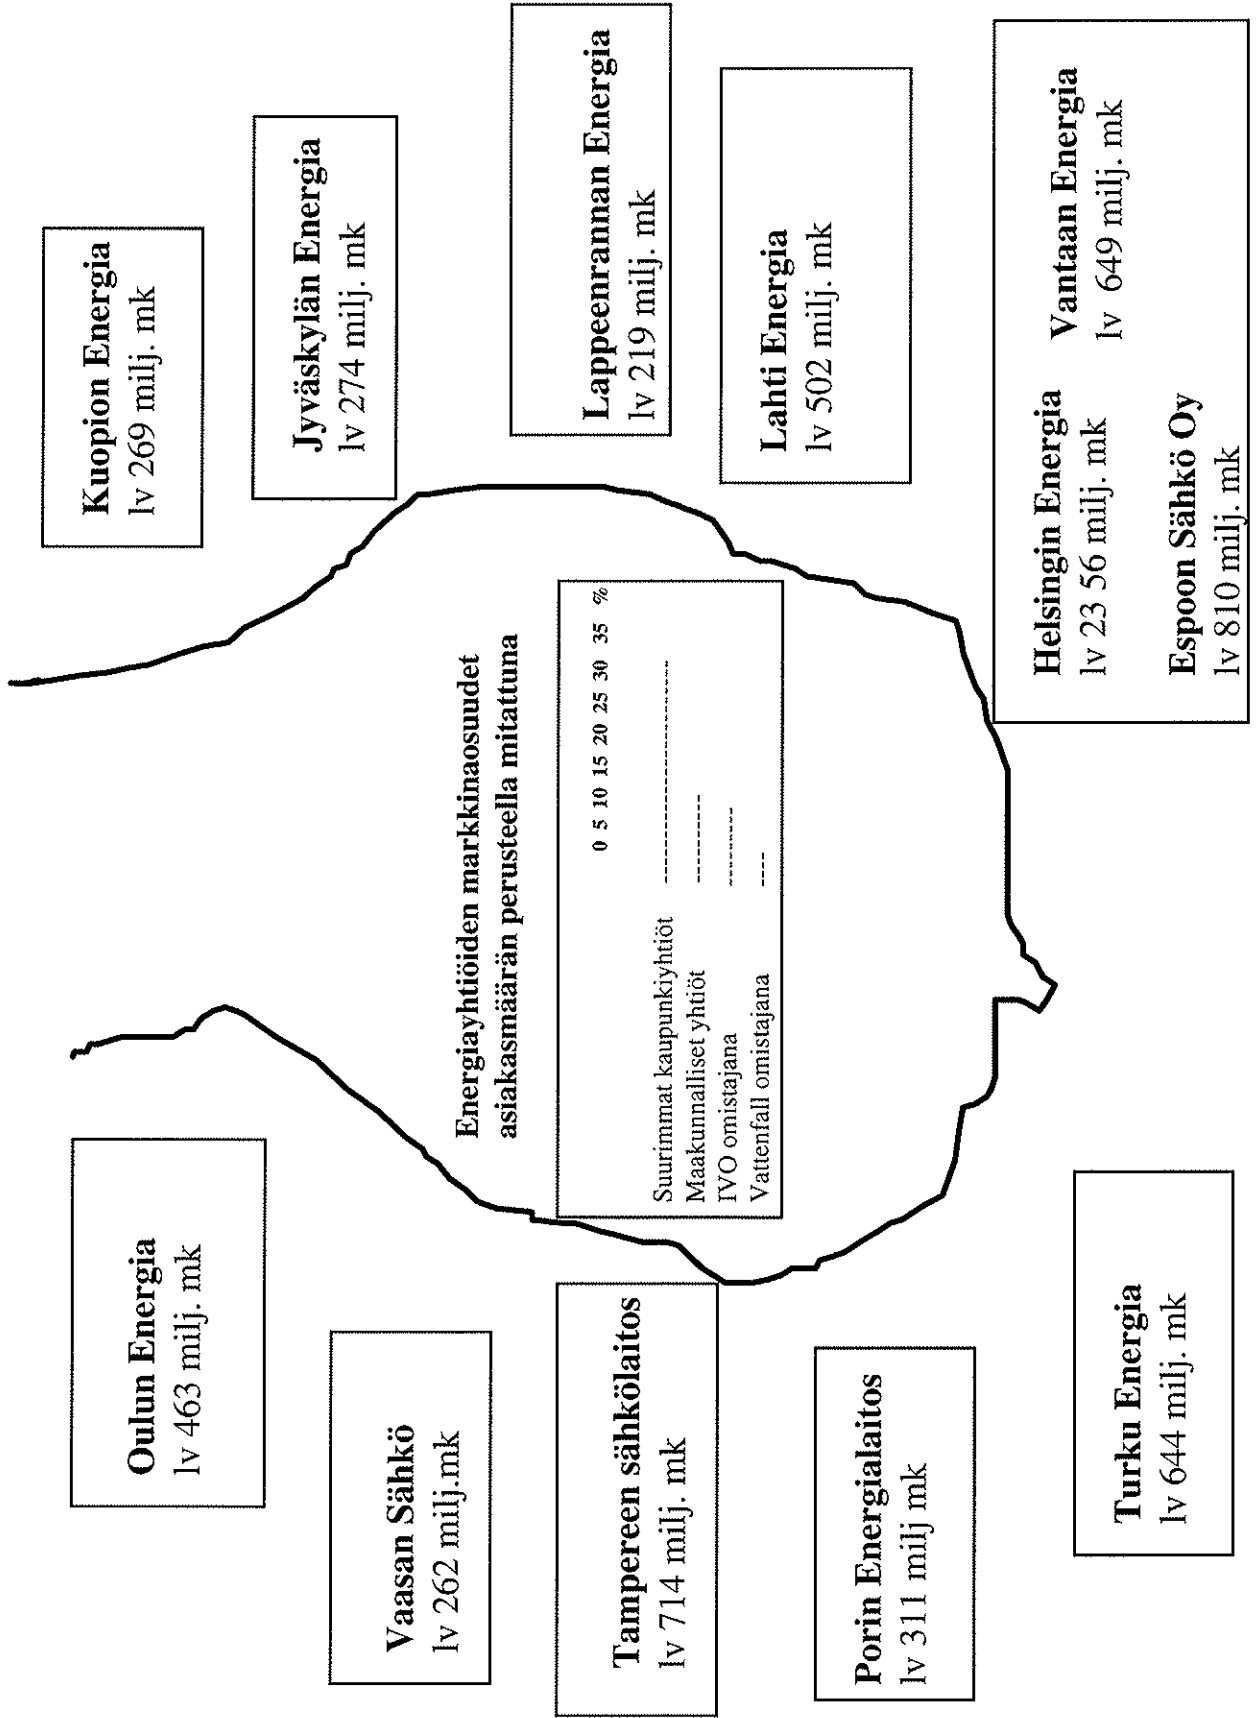 Oulun Energia
lv 463 milj. mk
Kuopion Energia
lv 269 milj. mk
Vaasan Sähkö
lv 262 milj.mk
Jyväskylän Energia
lv 274 milj. mk
Energiayhtiöiden markkinaosuudet
asiakasmäärän perusteella mitattuna
0 5 10 15 20 25 30 35 %
Suurimmat kaupunkiyhtiöt
Maakunnalliset yhtiöt
IVO omistajana
Vattenfall omistajana
Tampereen sähkölaitos
lv 714 milj. mk
Lappeenrannan Energia
lv 219 milj. mk
Lahti Energia
lv 502 milj. mk
Porin Energialaitos
lv 311 milj mk
Turku Energia
lv 644 milj. mk
Helsingin Energia
lv 23 56 milj. mk
Vantaan Energia
lv 649 milj. mk
Espoon Sähkö Oy
lv 810 milj. mk